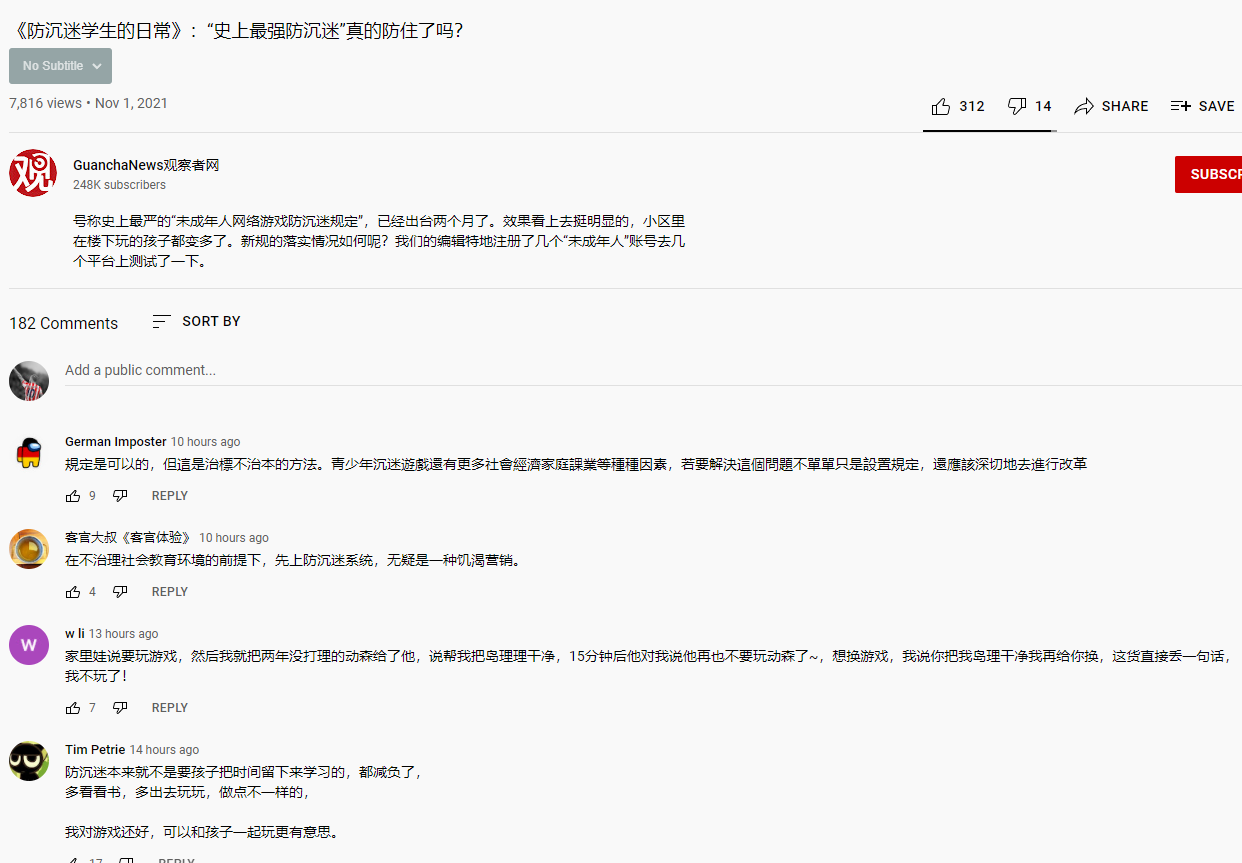 《防沉迷学生的日常》：“史上最强防沉迷”真的防住了吗？
No Subtitle
7,816 views • Nov 1, 2021
312 14 SHARE SAVE
观
GuanchaNews观察者网
248K subscribers
SUBSCR
号称史上最严的“未成年人网络游戏防沉迷规定”，已经出台两个月了。效果看上去挺明显的，小区里
在楼下玩的孩子都变多了。新规的落实情况如何呢？我们的编辑特地注册了几个“未成年人”账号去几
个平台上测试了一下。
182 Comments SORT BY
Add a public comment...
German Imposter 10 hours ago
規定是可以的，但這是治標不治本的方法。青少年沉迷遊戲還有更多社會經濟家庭課業等種種因素，若要解決這個問題不單單只是設置規定，還應該深切地去進行改革
9 REPLY
客官大叔《客官体验》 10 hours ago
在不治理社会教育环境的前提下，先上防沉迷系统，无疑是一种饥渴营销。
4 REPLY
W
w li 13 hours ago
家里娃说要玩游戏，然后我就把两年没打理的动森给了他，说帮我把岛理理干净，15分钟后他对我说他再也不要玩动森了~，想换游戏，我说你把我岛理干净我再给你换，这货直接丢一句话，
我不玩了！
7 REPLY
Tim Petrie 14 hours ago
防沉迷本来就不是要孩子把时间留下来学习的，都减负了，
多看看书，多出去玩玩，做点不一样的，
我对游戏还好，可以和孩子一起玩更有意思。
17 REPLY